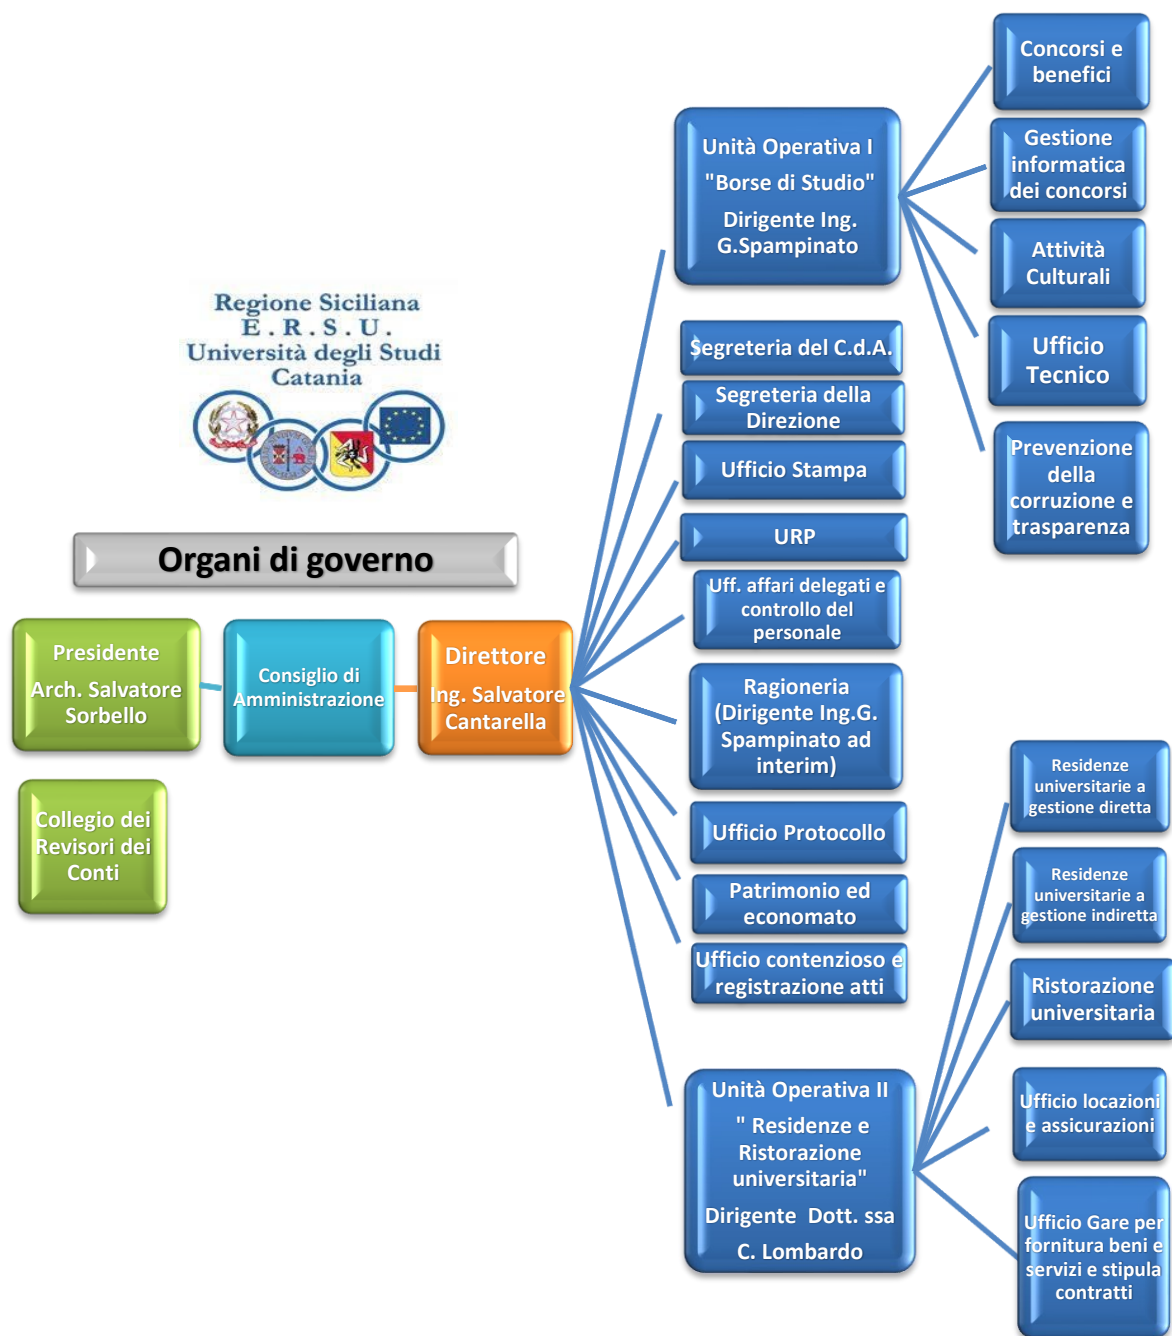 Regione Siciliana
E . R . S . U .
Università degli Studi
Catania
Organi di governo
Presidente
Arch. Salvatore
Sorbello
Consiglio di
Amministrazione
Direttore
Ing. Salvatore
Cantarella
Collegio dei
Revisori dei
Conti
Unità Operativa I
"Borse di Studio"
Dirigente Ing.
G.Spampinato
Concorsi e
benefici
Gestione
informatica
dei concorsi
Attività
Culturali
Ufficio
Tecnico
Prevenzione
della
corruzione e
trasparenza
Segreteria del C.d.A.
Segreteria della
Direzione
Ufficio Stampa
URP
Uff. affari delegati e
controllo del
personale
Ragioneria
(Dirigente Ing.G.
Spampinato ad
interim)
Ufficio Protocollo
Patrimonio ed
economato
Ufficio contenzioso e
registrazione atti
Unità Operativa II
" Residenze e
Ristorazione
universitaria"
Dirigente Dott. ssa
C. Lombardo
Residenze
universitarie a
gestione diretta
Residenze
universitarie a
gestione indiretta
Ristorazione
universitaria
Ufficio locazioni
e assicurazioni
Ufficio Gare per
fornitura beni e
servizi e stipula
contratti